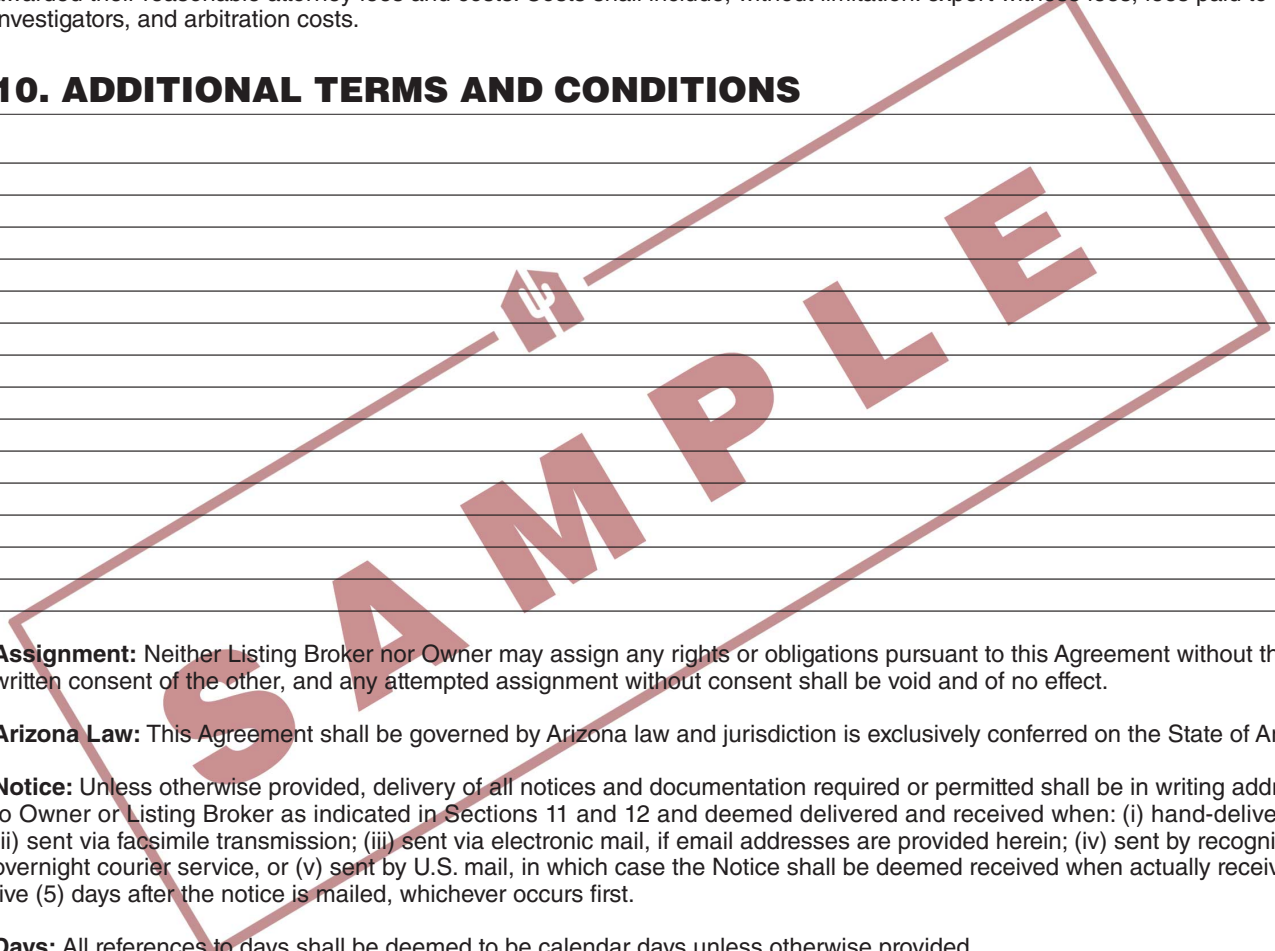 awarded their reasonable attorney fees and costs. Costs shall include, without limitation: expert witness fees, fees paid to
investigators, and arbitration costs.
10. ADDITIONAL TERMS AND CONDITIONS
SAMPLE
Assignment: Neither Listing Broker nor Owner may assign any rights or obligations pursuant to this Agreement without th
written consent of the other, and any attempted assignment without consent shall be void and of no effect.
Arizona Law: This Agreement shall be governed by Arizona law and jurisdiction is exclusively conferred on the State of Ar
Notice: Unless otherwise provided, delivery of all notices and documentation required or permitted shall be in writing addr
to Owner or Listing Broker as indicated in Sections 11 and 12 and deemed delivered and received when: (i) hand-delive
(ii) sent via facsimile transmission; (iii) sent via electronic mail, if email addresses are provided herein; (iv) sent by recogni
overnight courier service, or (v) sent by U.S. mail, in which case the Notice shall be deemed received when actually receiv
five (5) days after the notice is mailed, whichever occurs first.
Days: All references to days shall be deemed to be calendar days unless otherwise provided.